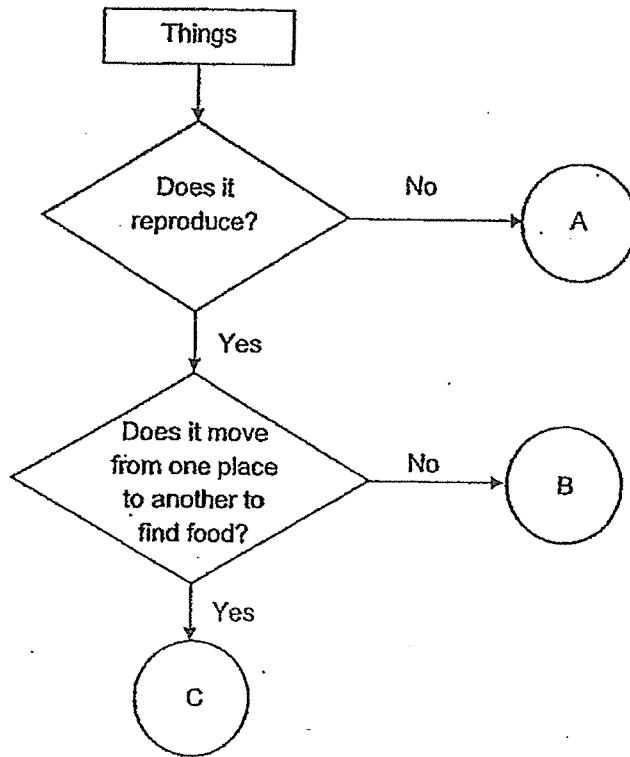 Things
Does it
reproduce?
No
A
Yes
Does it move
from one place
to another to
find food?
No
B
Yes
C